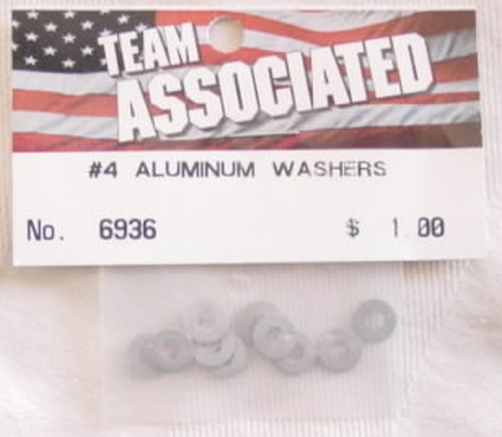 TEAM
ASSOCIATED
#4 ALUMINUM WASHERS
No. 6936 $ 1.00